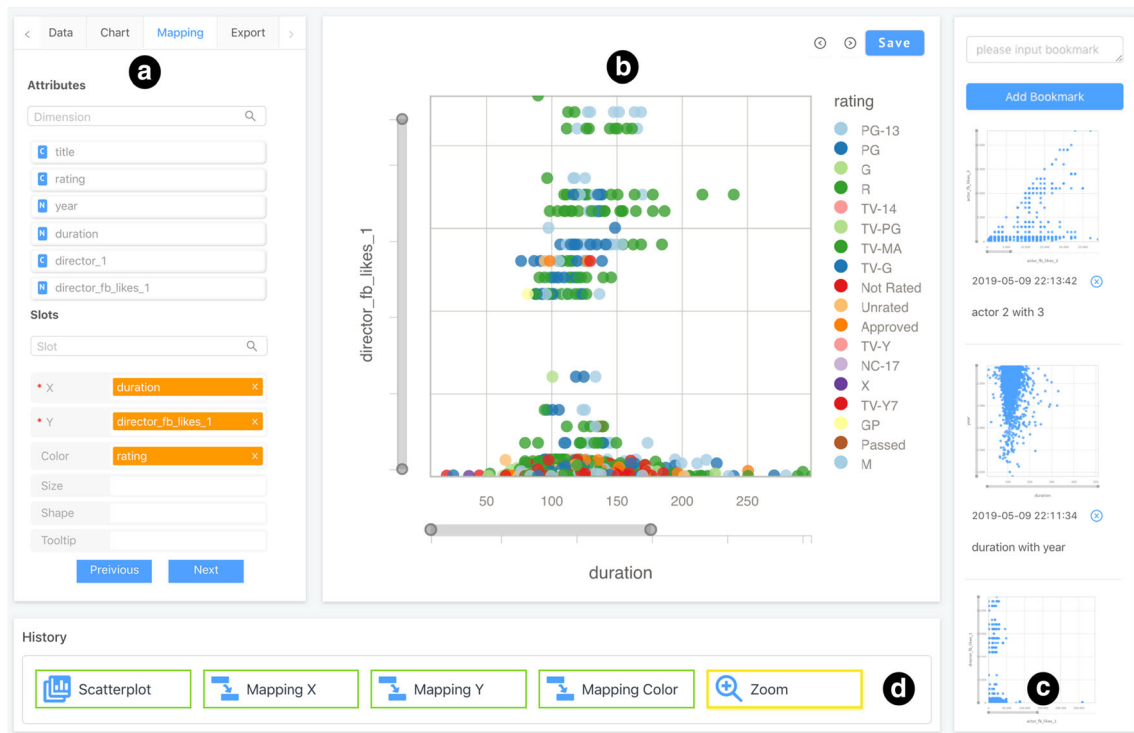 Data Chart Mapping Export
a
Attributes
Dimension
C title
C rating
N year
N duration
C director_1
N director_fb_likes_1
Slots
Slot
* X duration x
* Y director_fb_likes_1 x
Color rating x
Size
Shape
Tooltip
Preivious Next
b
Save
director_fb_likes_1
50 100 150 200 250
duration
rating
PG-13
PG
G
R
TV-14
TV-PG
TV-MA
TV-G
Not Rated
Unrated
Approved
TV-Y
NC-17
X
TV-Y7
GP
Passed
M
please input bookmark
Add Bookmark
2019-05-09 22:13:42
actor 2 with 3
year
duration
2019-05-09 22:11:34
duration with year
c
History
Scatterplot Mapping X Mapping Y Mapping Color Zoom
d